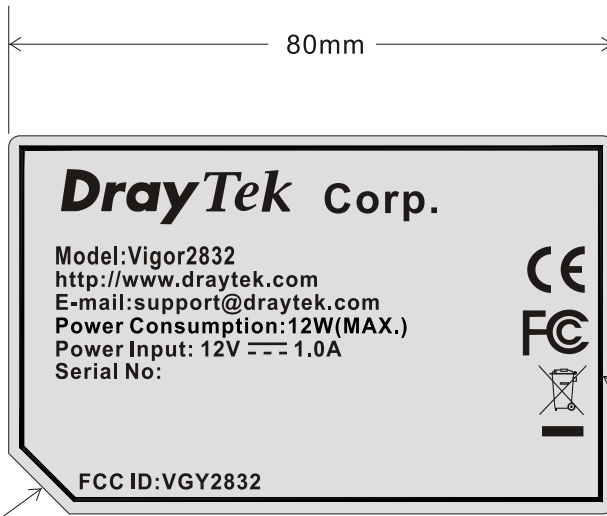 80mm
DrayTek Corp.
Model:Vigor2832
http://www.draytek.com
E-mail:support@draytek.com
Power Consumption:12W(MAX.)
Power Input: 12V ⎓ 1.0A
Serial No:
CE
FC
FCC ID:VGY2832